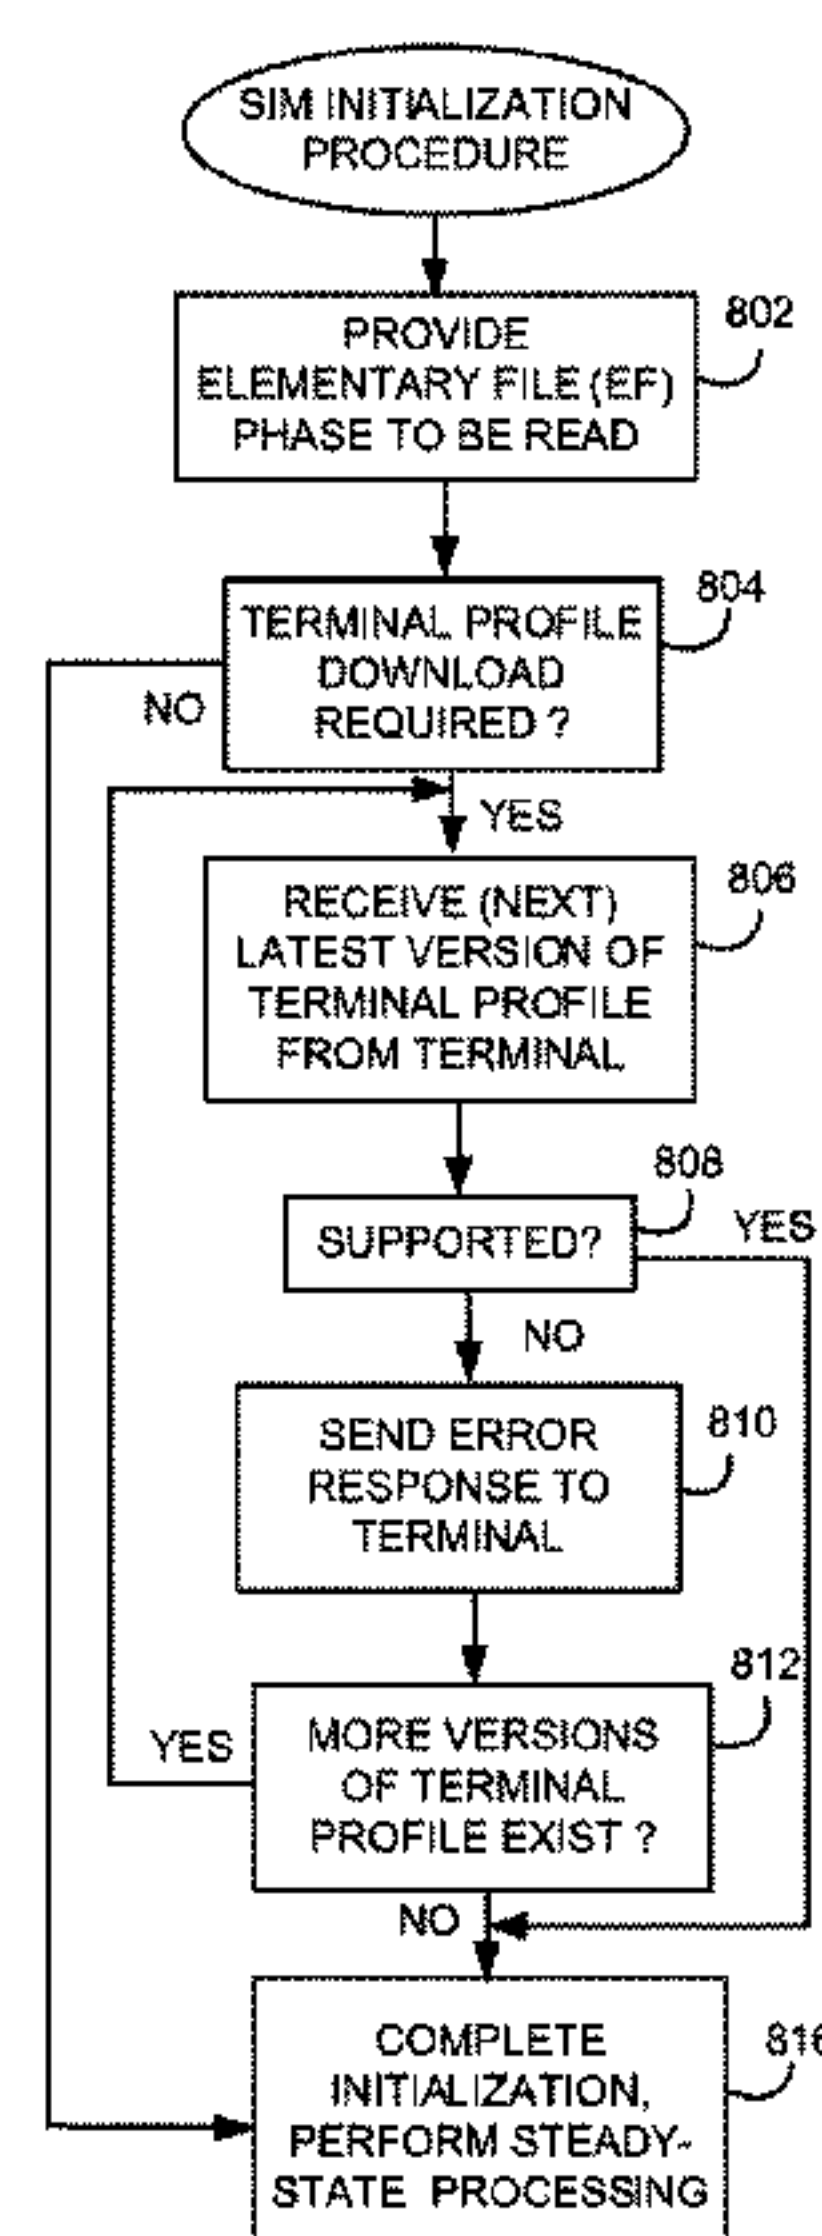 SIM INITIALIZATION
PROCEDURE
802
PROVIDE
ELEMENTARY FILE (EF)
PHASE TO BE READ
804
TERMINAL PROFILE
DOWNLOAD
REQUIRED ?
NO
YES
806
RECEIVE (NEXT)
LATEST VERSION OF
TERMINAL PROFILE
FROM TERMINAL
808
SUPPORTED?
YES
NO
810
SEND ERROR
RESPONSE TO
TERMINAL
812
MORE VERSIONS
OF TERMINAL
PROFILE EXIST ?
YES
NO
816
COMPLETE
INITIALIZATION,
PERFORM STEADY-
STATE PROCESSING